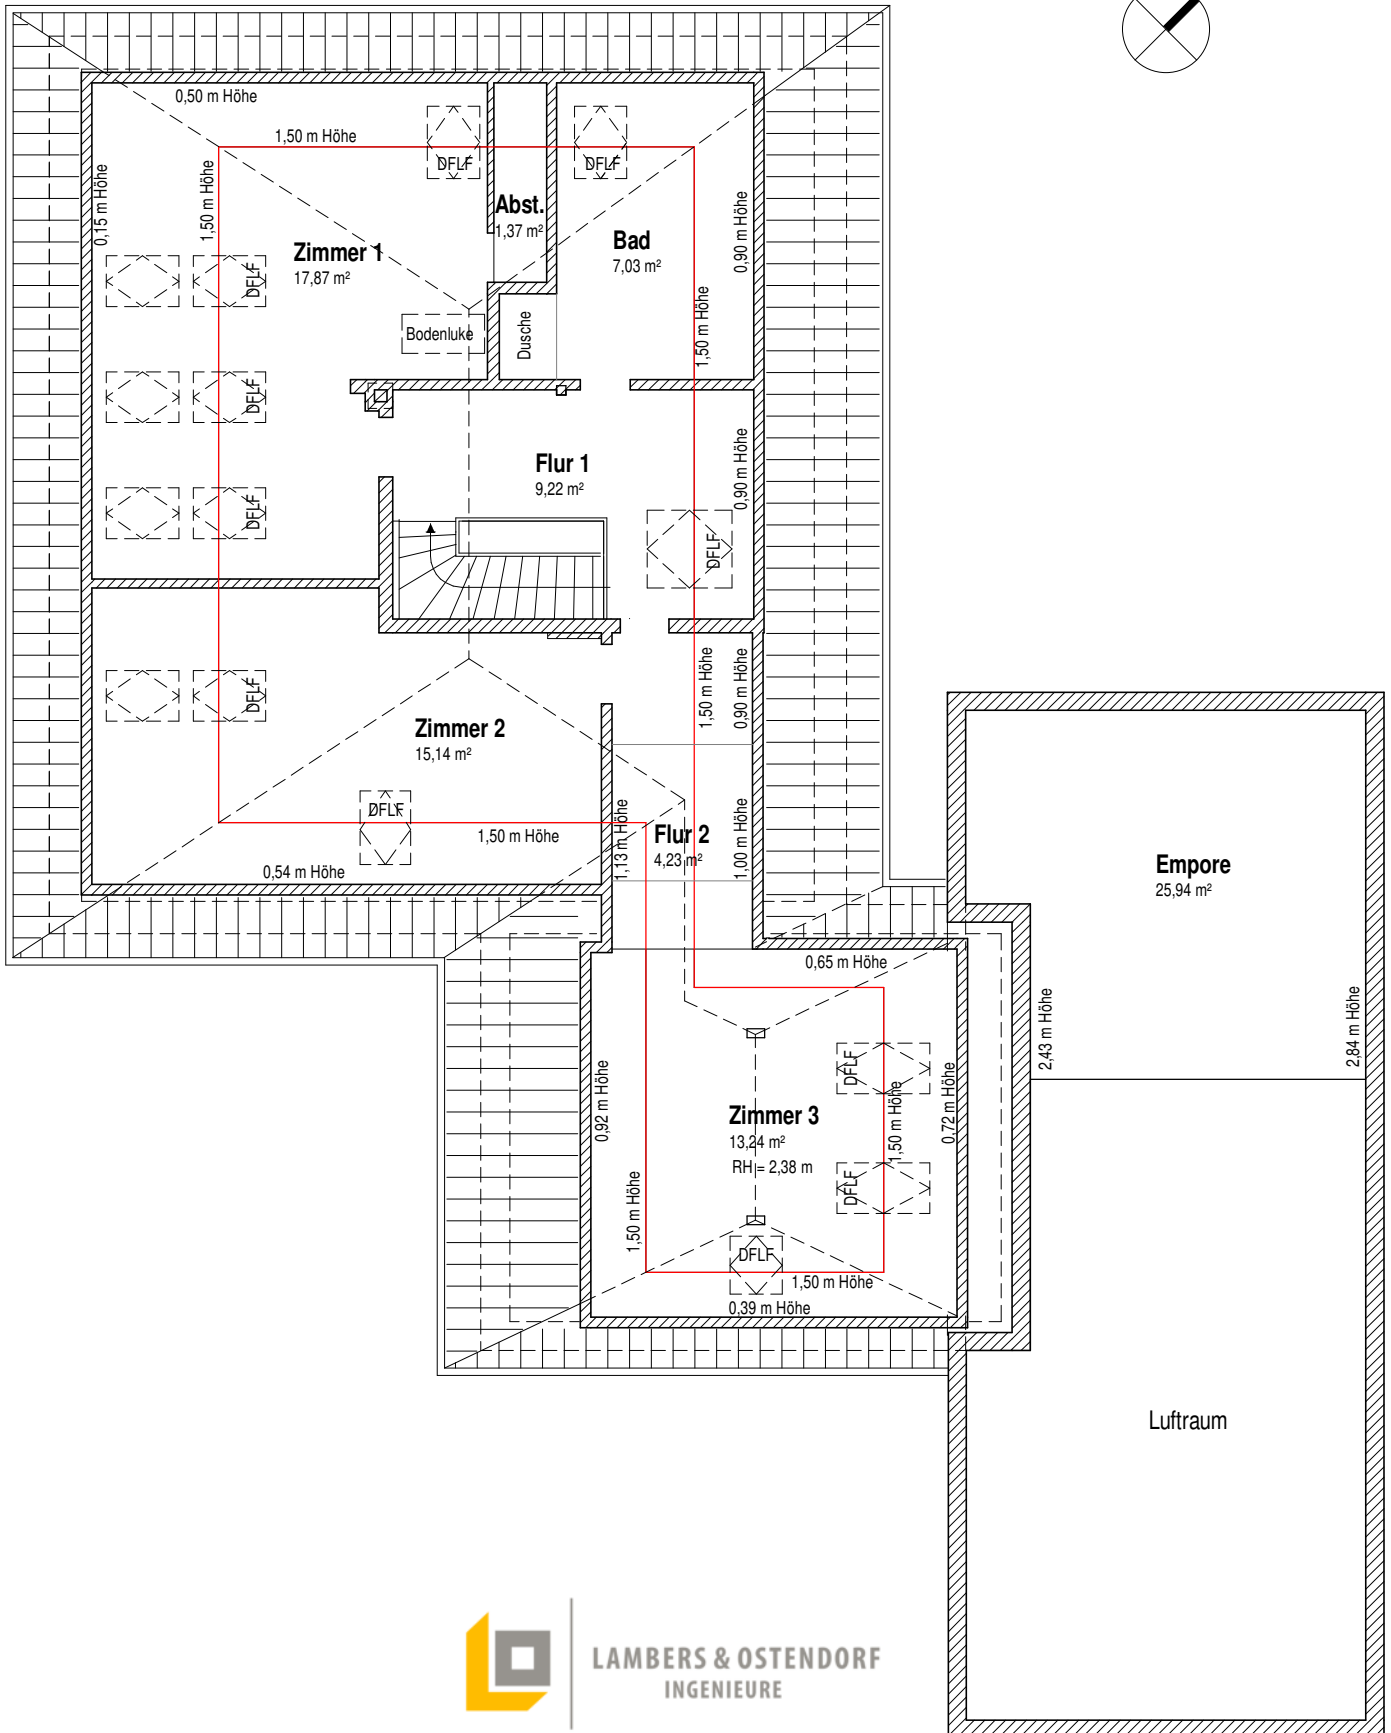 0,50 m Höhe
1,50 m Höhe
DFLF
DFLF
0,15 m Höhe
1,50 m Höhe
Abst.
1,37 m²
Zimmer 1
17,87 m²
Bad
7,03 m²
0,90 m Höhe
DFLF
1,50 m Höhe
Bodenluke
Dusche
DFLF
Flur 1
9,22 m²
0,90 m Höhe
DFLF
DFLF
1,50 m Höhe
0,90 m Höhe
DFLF
Zimmer 2
15,14 m²
DFLF
1,50 m Höhe
1,13 m Höhe
Flur 2
4,23 m²
1,00 m Höhe
0,54 m Höhe
Empore
25,94 m²
0,65 m Höhe
2,43 m Höhe
2,84 m Höhe
DFLF
0,92 m Höhe
Zimmer 3
13,24 m²
RH = 2,38 m
1,50 m Höhe
0,72 m Höhe
DFLF
1,50 m Höhe
DFLF
1,50 m Höhe
0,39 m Höhe
Luftraum
LAMBERS & OSTENDORF
INGENIEURE